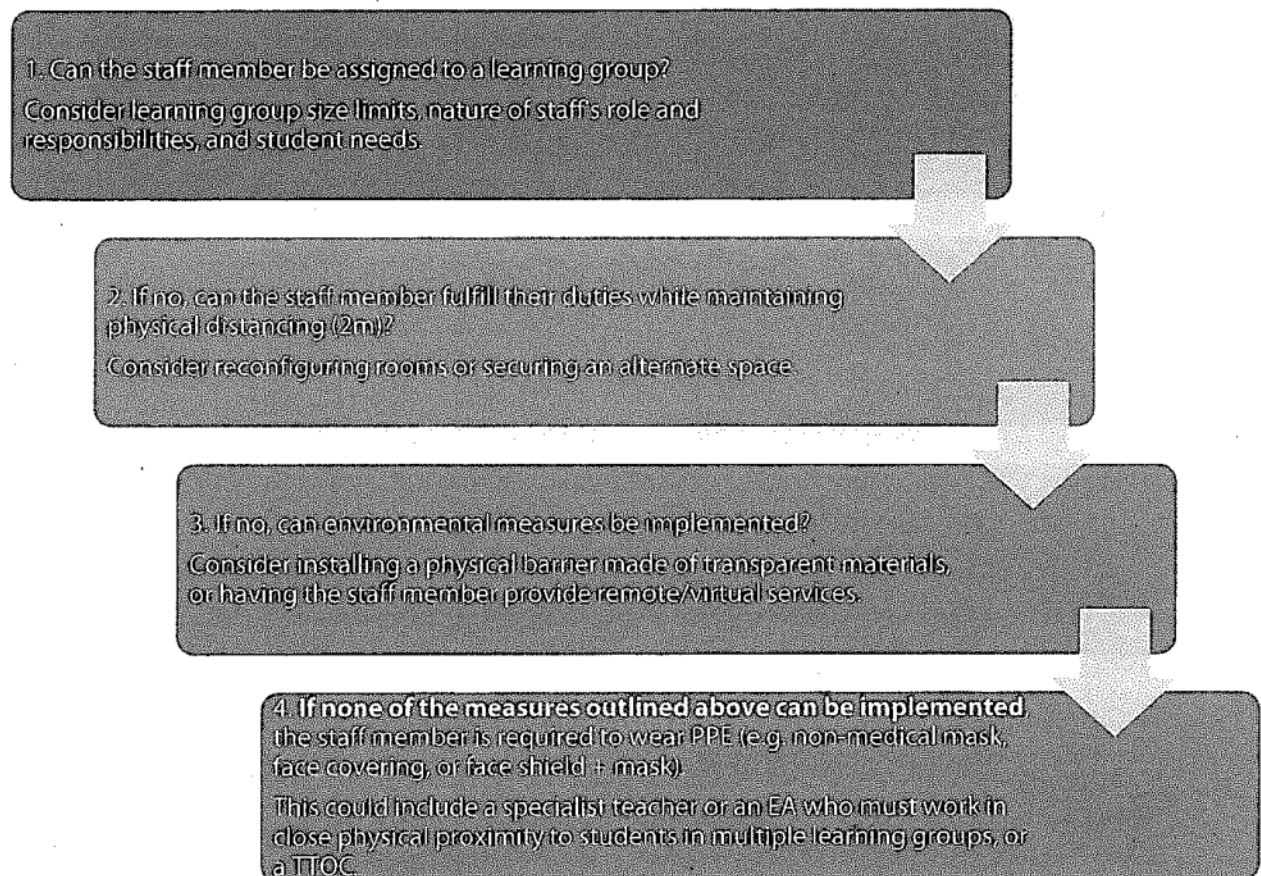 1. Can the staff member be assigned to a learning group?
Consider learning group size limits, nature of staff's role and
responsibilities, and student needs.
2. If no, can the staff member fulfill their duties while maintaining
physical distancing (2m)?
Consider reconfiguring rooms or securing an alternate space
3. If no, can environmental measures be implemented?
Consider installing a physical barrier made of transparent materials,
or having the staff member provide remote/virtual services.
4. If none of the measures outlined above can be implemented,
the staff member is required to wear PPE (e.g. non-medical mask,
face covering, or face shield + mask).
This could include a specialist teacher or an EA who must work in
close physical proximity to students in multiple learning groups, or
a TTOC.